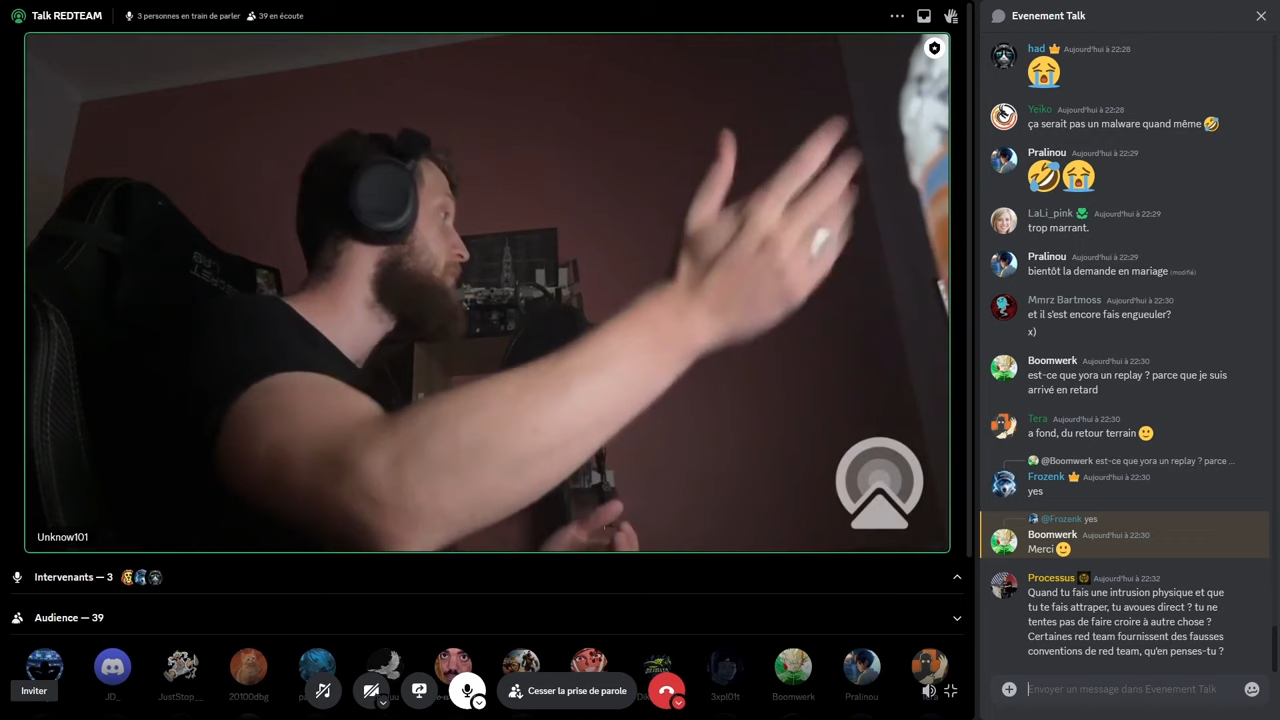 Talk REDTEAM
3 personnes en train de parler
39 en écoute
Unknow101
Intervenants — 3
Audience — 39
JD_
JustStop_
20100dbg
3xpl01t
Boomwerk
Pralinou
Inviter
Cesser la prise de parole
Evenement Talk
had Aujourd'hui à 22:28
Yeiko Aujourd'hui à 22:28
ça serait pas un malware quand même
Pralinou Aujourd'hui à 22:29
LaLi_pink Aujourd'hui à 22:29
trop marrant.
Pralinou Aujourd'hui à 22:29
bientôt la demande en mariage (modifié)
Mmrz Bartmoss Aujourd'hui à 22:30
et il s'est encore fais engueuler?
x)
Boomwerk Aujourd'hui à 22:30
est-ce que yora un replay ? parce que je suis
arrivé en retard
Tera Aujourd'hui à 22:30
a fond, du retour terrain
@Boomwerk est-ce que yora un replay ? parce ...
Frozenk Aujourd'hui à 22:30
yes
@Frozenk yes
Boomwerk Aujourd'hui à 22:30
Merci
Processus Aujourd'hui à 22:32
Quand tu fais une intrusion physique et que
tu te fais attraper, tu avoues direct ? tu ne
tentes pas de faire croire à autre chose ?
Certaines red team fournissent des fausses
conventions de red team, qu'en penses-tu ?
Envoyer un message dans Evenement Talk